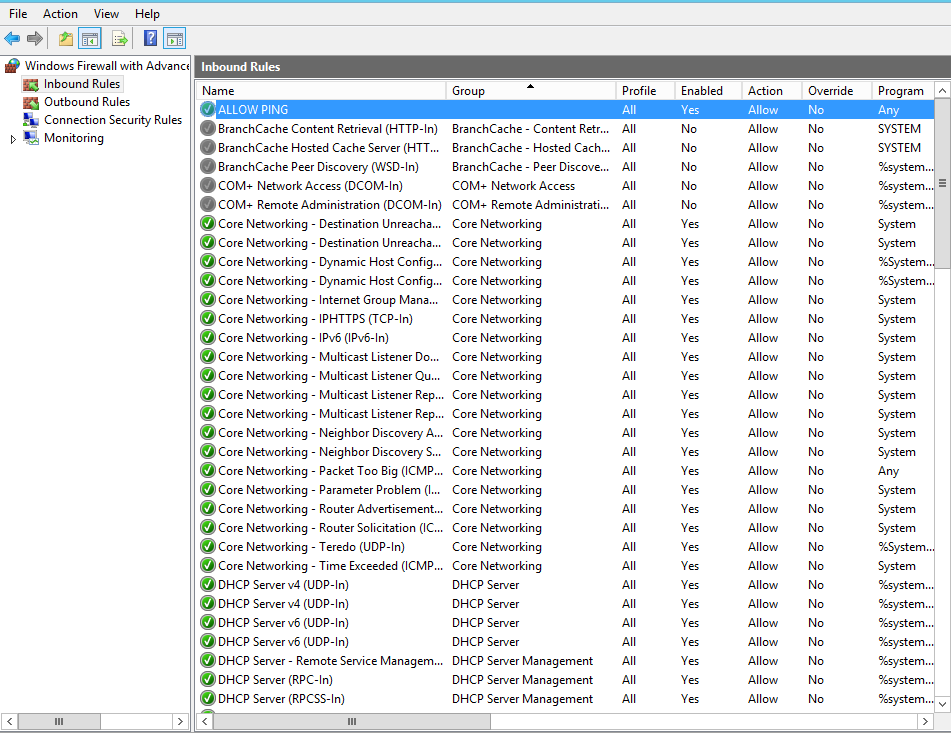 File Action View Help
Windows Firewall with Advance
Inbound Rules
Outbound Rules
Connection Security Rules
Monitoring
Inbound Rules
Name Group Profile Enabled Action Override Program
ALLOW PING All Yes Allow No Any
BranchCache Content Retrieval (HTTP-In) BranchCache - Content Retr... All No Allow No SYSTEM
BranchCache Hosted Cache Server (HTT... BranchCache - Hosted Cach... All No Allow No SYSTEM
BranchCache Peer Discovery (WSD-In) BranchCache - Peer Discove... All No Allow No %system...
COM+ Network Access (DCOM-In) COM+ Network Access All No Allow No %system...
COM+ Remote Administration (DCOM-In) COM+ Remote Administrati... All No Allow No %system...
Core Networking - Destination Unreacha... Core Networking All Yes Allow No System
Core Networking - Destination Unreacha... Core Networking All Yes Allow No System
Core Networking - Dynamic Host Config... Core Networking All Yes Allow No %System...
Core Networking - Dynamic Host Config... Core Networking All Yes Allow No %System...
Core Networking - Internet Group Mana... Core Networking All Yes Allow No System
Core Networking - IPHTTPS (TCP-In) Core Networking All Yes Allow No System
Core Networking - IPv6 (IPv6-In) Core Networking All Yes Allow No System
Core Networking - Multicast Listener Do... Core Networking All Yes Allow No System
Core Networking - Multicast Listener Qu... Core Networking All Yes Allow No System
Core Networking - Multicast Listener Rep... Core Networking All Yes Allow No System
Core Networking - Multicast Listener Rep... Core Networking All Yes Allow No System
Core Networking - Neighbor Discovery A... Core Networking All Yes Allow No System
Core Networking - Neighbor Discovery S... Core Networking All Yes Allow No System
Core Networking - Packet Too Big (ICMP... Core Networking All Yes Allow No Any
Core Networking - Parameter Problem (I... Core Networking All Yes Allow No System
Core Networking - Router Advertisement... Core Networking All Yes Allow No System
Core Networking - Router Solicitation (IC... Core Networking All Yes Allow No System
Core Networking - Teredo (UDP-In) Core Networking All Yes Allow No %System...
Core Networking - Time Exceeded (ICMP... Core Networking All Yes Allow No System
DHCP Server v4 (UDP-In) DHCP Server All Yes Allow No %system...
DHCP Server v4 (UDP-In) DHCP Server All Yes Allow No %system...
DHCP Server v6 (UDP-In) DHCP Server All Yes Allow No %system...
DHCP Server v6 (UDP-In) DHCP Server All Yes Allow No %system...
DHCP Server - Remote Service Managem... DHCP Server Management All Yes Allow No %system...
DHCP Server (RPC-In) DHCP Server Management All Yes Allow No %system...
DHCP Server (RPCSS-In) DHCP Server Management All Yes Allow No %system...